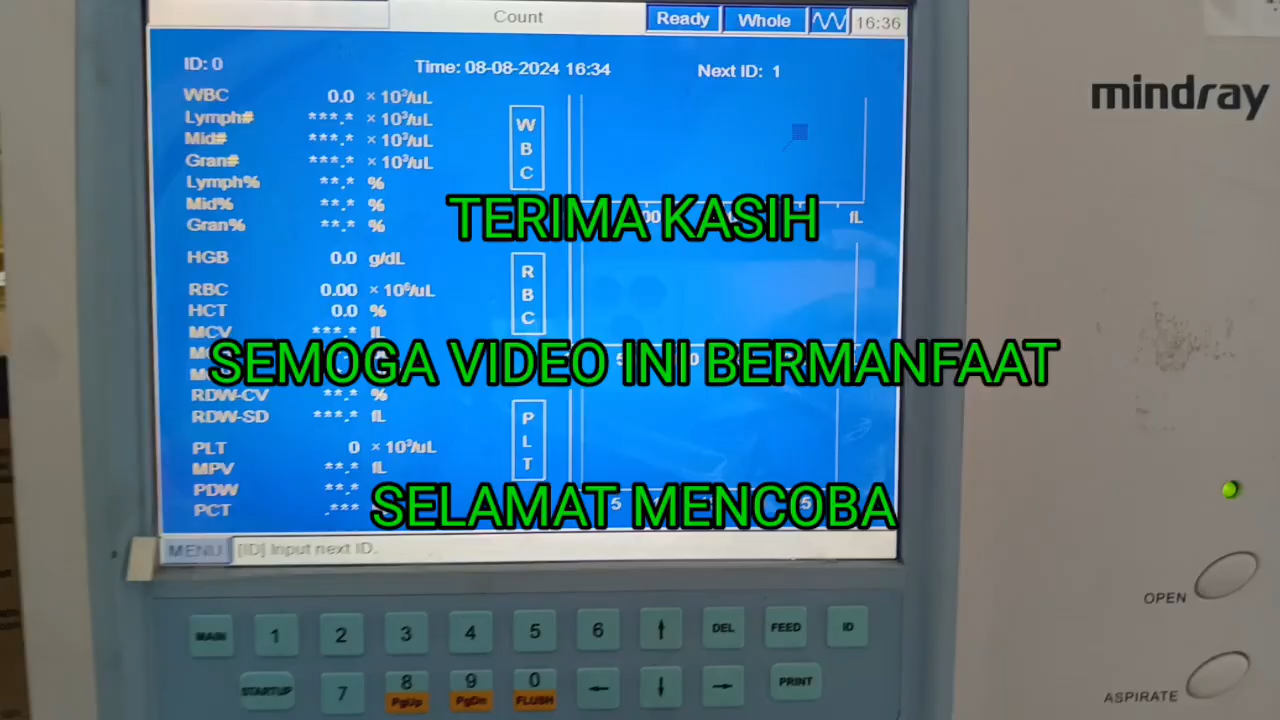 Count
Ready
Whole
16:36
ID: 0
Time: 08-08-2024 16:34
Next ID: 1
mindray
WBC 0.0 × 10³/uL
Lymph# ***.* × 10³/uL
Mid# ***.* × 10³/uL
Gran# ***.* × 10³/uL
Lymph% **.* %
Mid% **.* %
Gran% **.* %
HGB 0.0 g/dL
RBC 0.00 × 10⁶/uL
HCT 0.0 %
MCV ***.* fL
RDW-CV **.* %
RDW-SD ***.* fL
PLT 0 × 10³/uL
MPV **.* fL
PDW **.*
PCT .***
WBC
fL
RBC
PLT
TERIMA KASIH
SEMOGA VIDEO INI BERMANFAAT
SELAMAT MENCOBA
MENU [ID] Input next ID.
MAIN 1 2 3 4 5 6 ↑ DEL FEED ID
STARTUP 7 8 9 0 ← ↓ → PRINT
PgUp PgDn FLUSH
OPEN
ASPIRATE